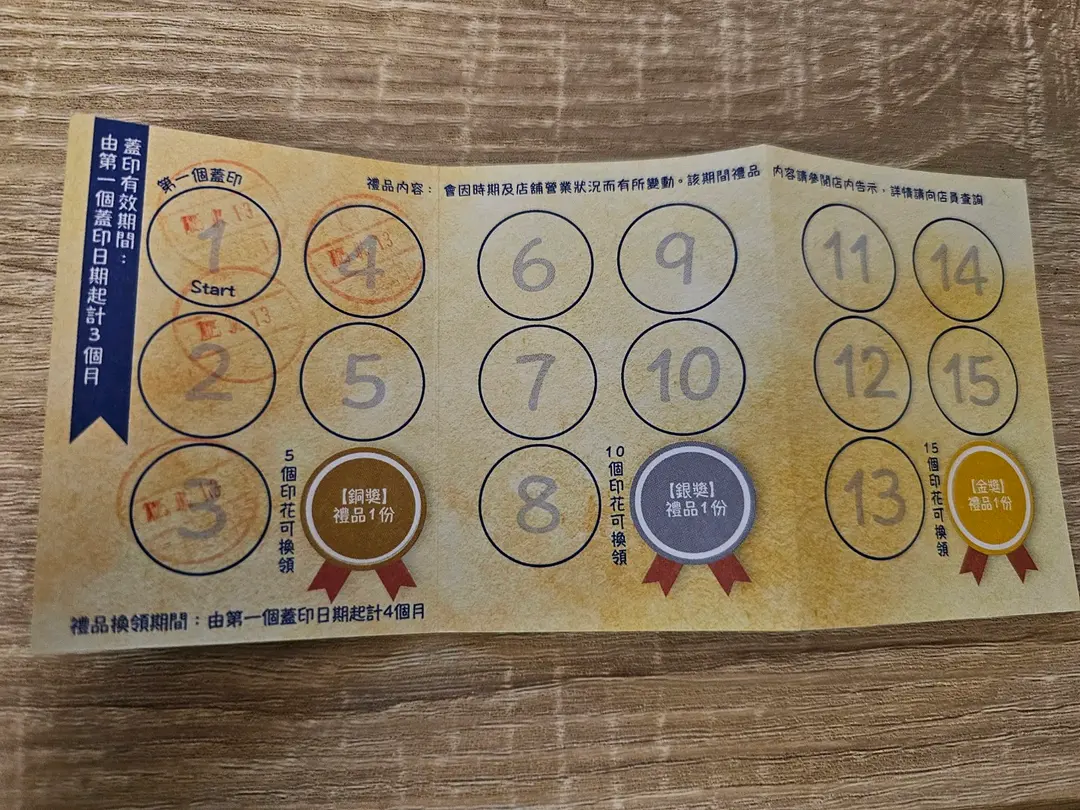 蓋印有效期間：
由第一個蓋印日期起計3個月
第一個蓋印
禮品內容：會因時期及店舖營業狀況而有所變動。該期間禮品內容請參閱店內告示，詳情請向店員查詢
1
Start
2
3
4
5
5個印花可換領
【銅獎】
禮品1份
6
7
8
9
10
10個印花可換領
【銀獎】
禮品1份
11
12
13
14
15
15個印花可換領
【金獎】
禮品1份
禮品換領期間：由第一個蓋印日期起計4個月